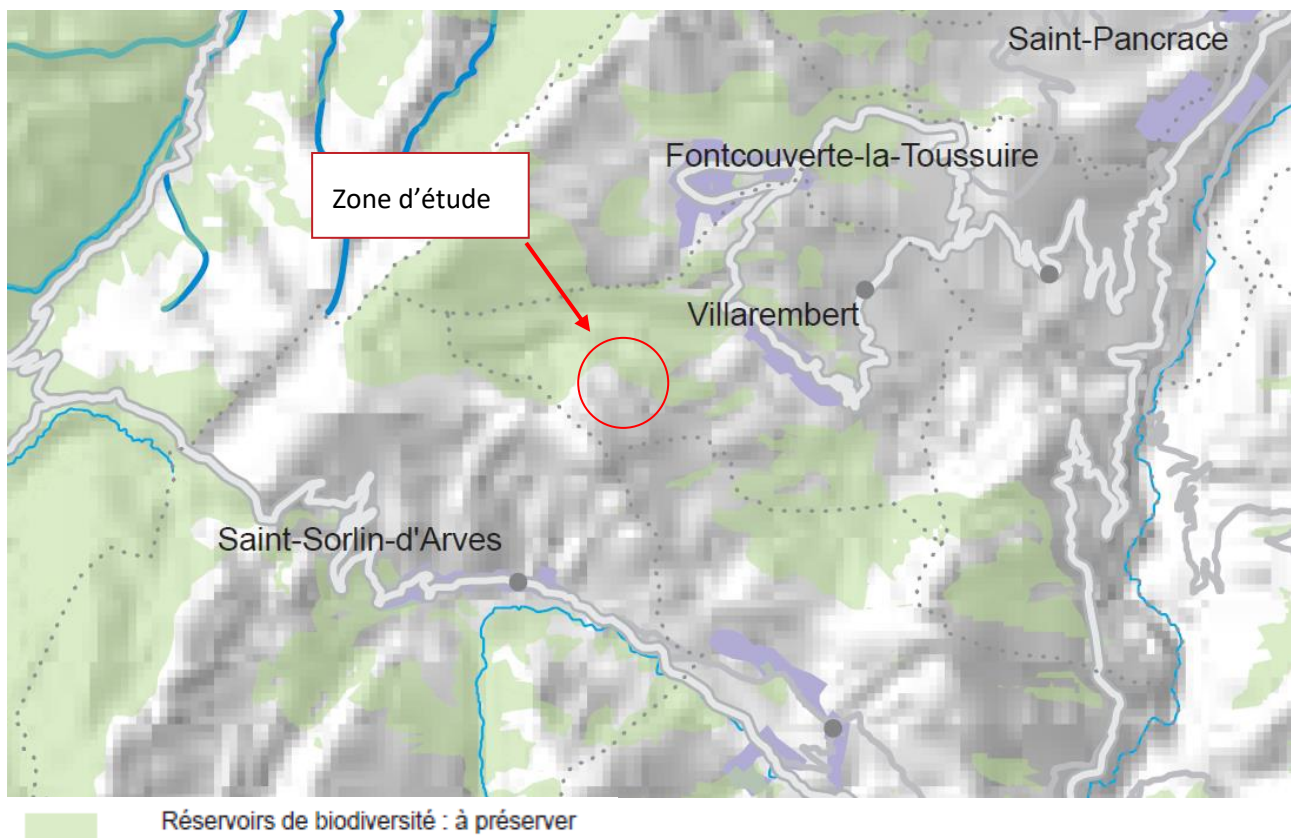 Saint-Pancrace
Fontcouverte-la-Toussuire
Zone d’étude
Villarembert
Saint-Sorlin-d'Arves
Réservoirs de biodiversité : à préserver